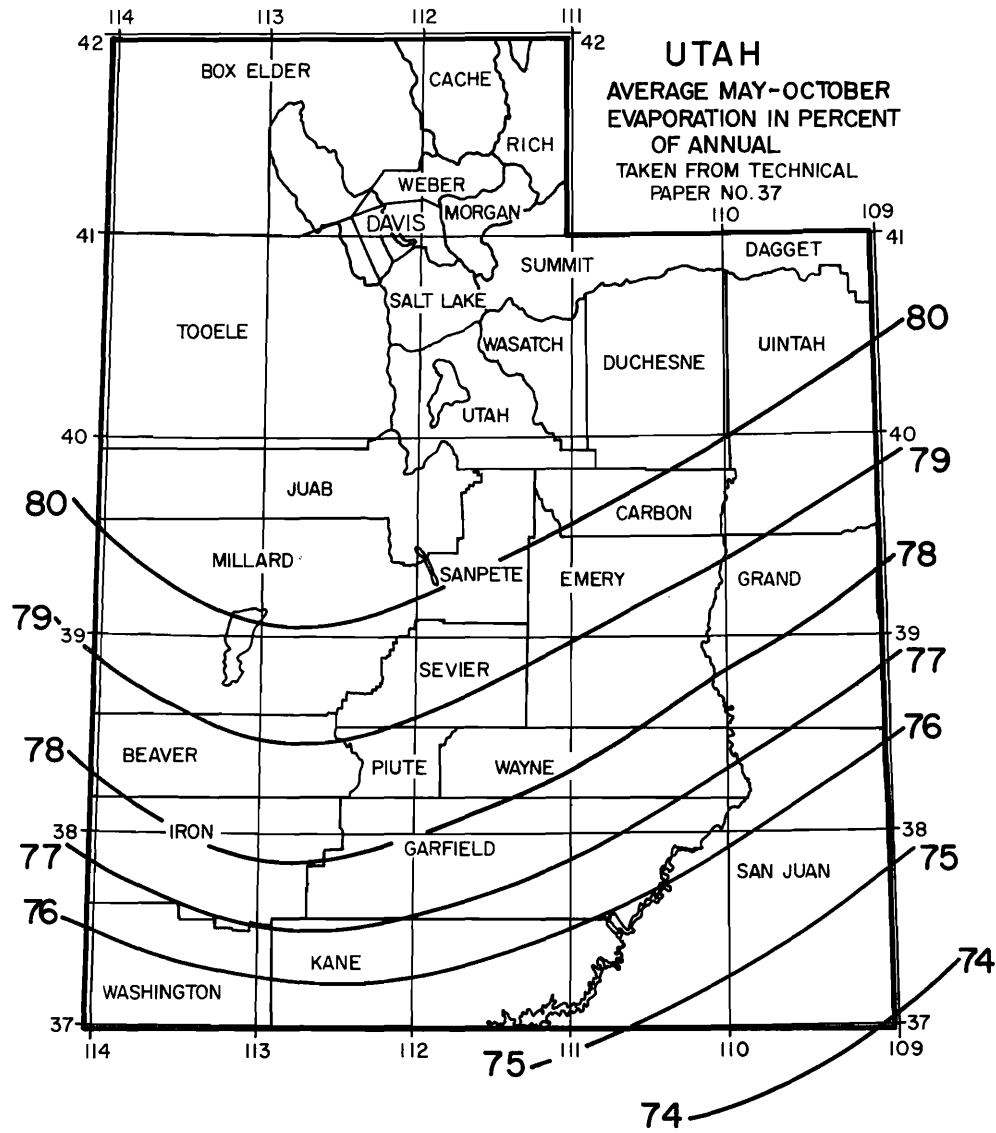 114 113 112 111
42 42
UTAH
AVERAGE MAY-OCTOBER
EVAPORATION IN PERCENT
OF ANNUAL
TAKEN FROM TECHNICAL
PAPER NO. 37
BOX ELDER
CACHE
RICH
WEBER
MORGAN
DAVIS
110 109
41 41
DAGGET
SUMMIT
SALT LAKE
80
TOOELE
WASATCH
DUCHESNE
UINTAH
UTAH
40 40
79
JUAB
80
CARBON
MILLARD
SANPETE
EMERY
GRAND
78
79
39 39
77
SEVIER
76
78
BEAVER
PIUTE
WAYNE
38 IRON 38
GARFIELD
77
75
SAN JUAN
76
KANE
74
WASHINGTON
37 37
114 113 112 111 110 109
75
74